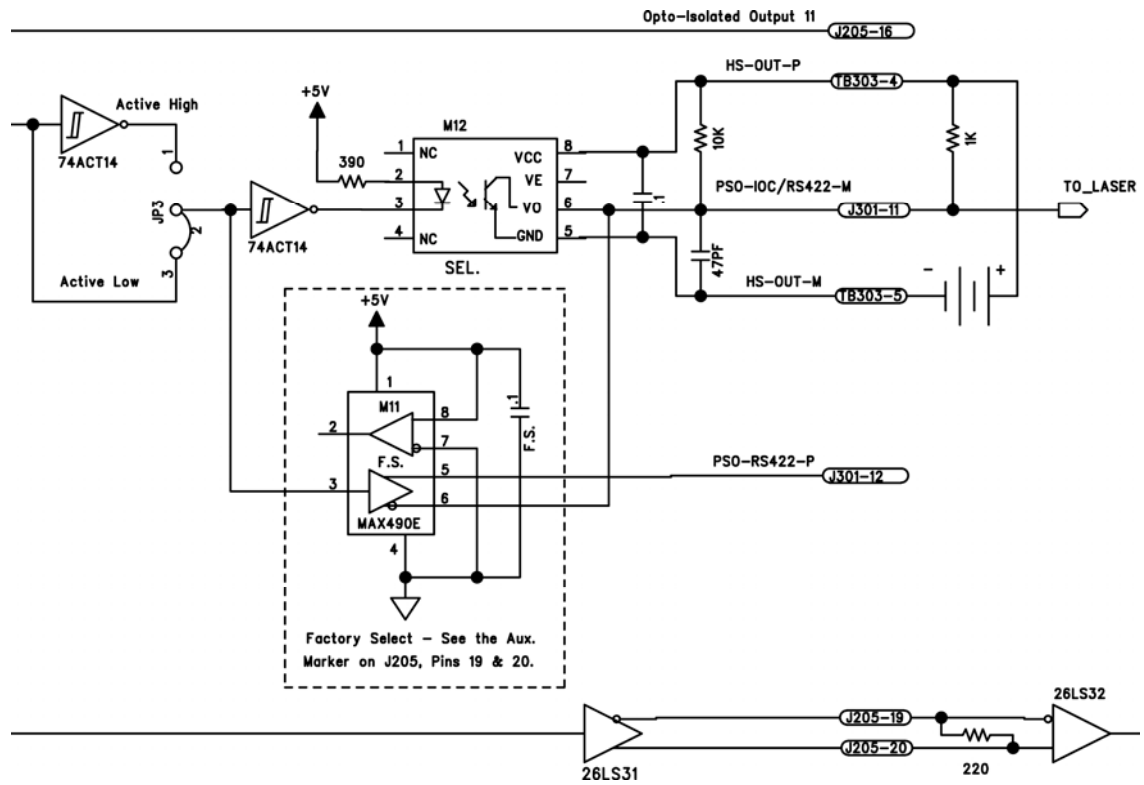 Opto-Isolated Output 11
J205-16
HS-OUT-P
TB303-4
+5V
Active High
74ACT14
1
JP3
2
3
Active Low
74ACT14
390
M12
1 NC
2
3
4 NC
VCC 8
VE 7
VO 6
GND 5
SEL.
.1
10K
1K
PSO-IOC/RS422-M
J301-11
TO_LASER
47PF
HS-OUT-M
TB303-5
- +
+5V
1
M11
2
8
7
F.S.
3
5
6
MAX490E
4
.1
F.S.
PSO-RS422-P
J301-12
Factory Select - See the Aux.
Marker on J205, Pins 19 & 20.
26LS31
J205-19
J205-20
220
26LS32